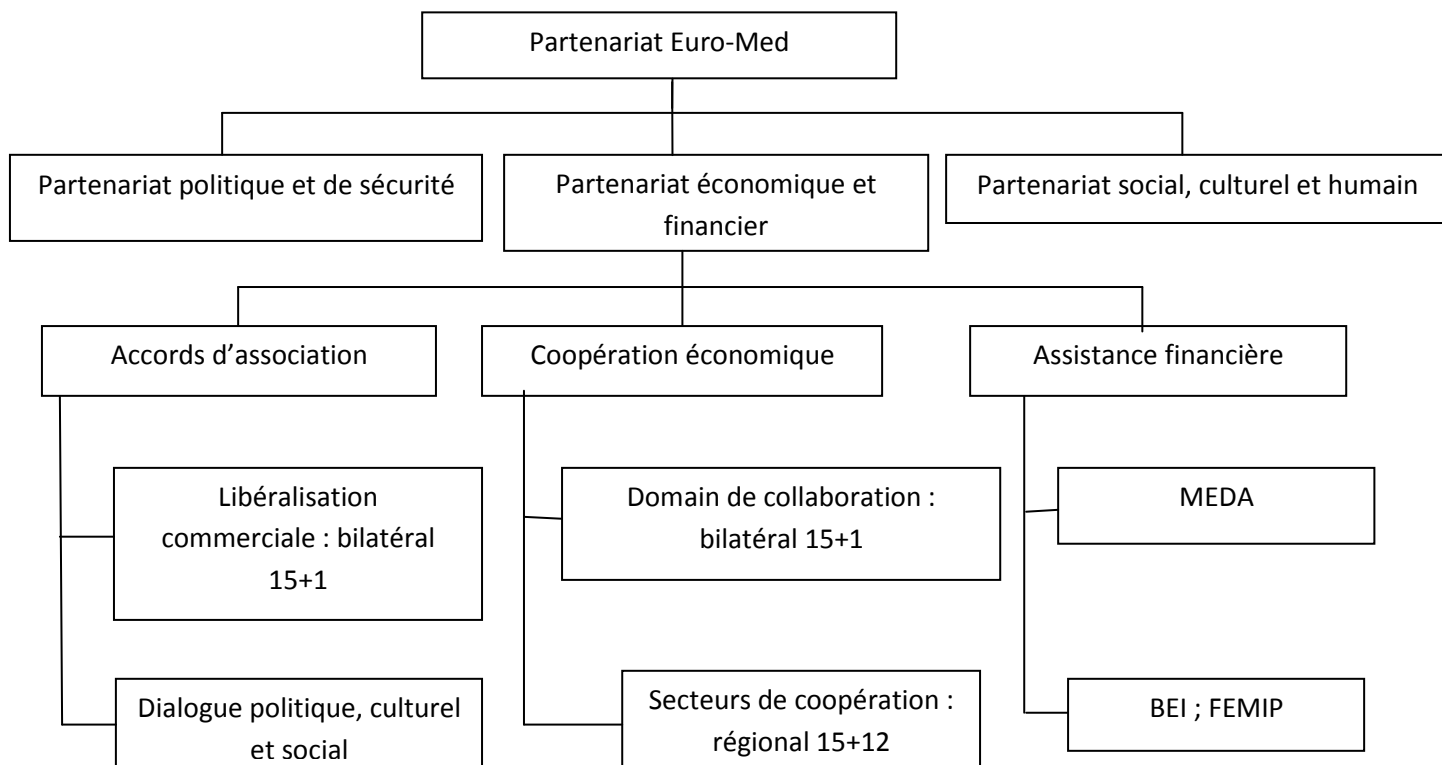 Partenariat Euro-Med
Partenariat politique et de sécurité
Partenariat économique et
financier
Partenariat social, culturel et humain
Accords d’association
Coopération économique
Assistance financière
Libéralisation
commerciale : bilatéral
15+1
Domain de collaboration :
bilatéral 15+1
MEDA
Dialogue politique, culturel
et social
Secteurs de coopération :
régional 15+12
BEI ; FEMIP